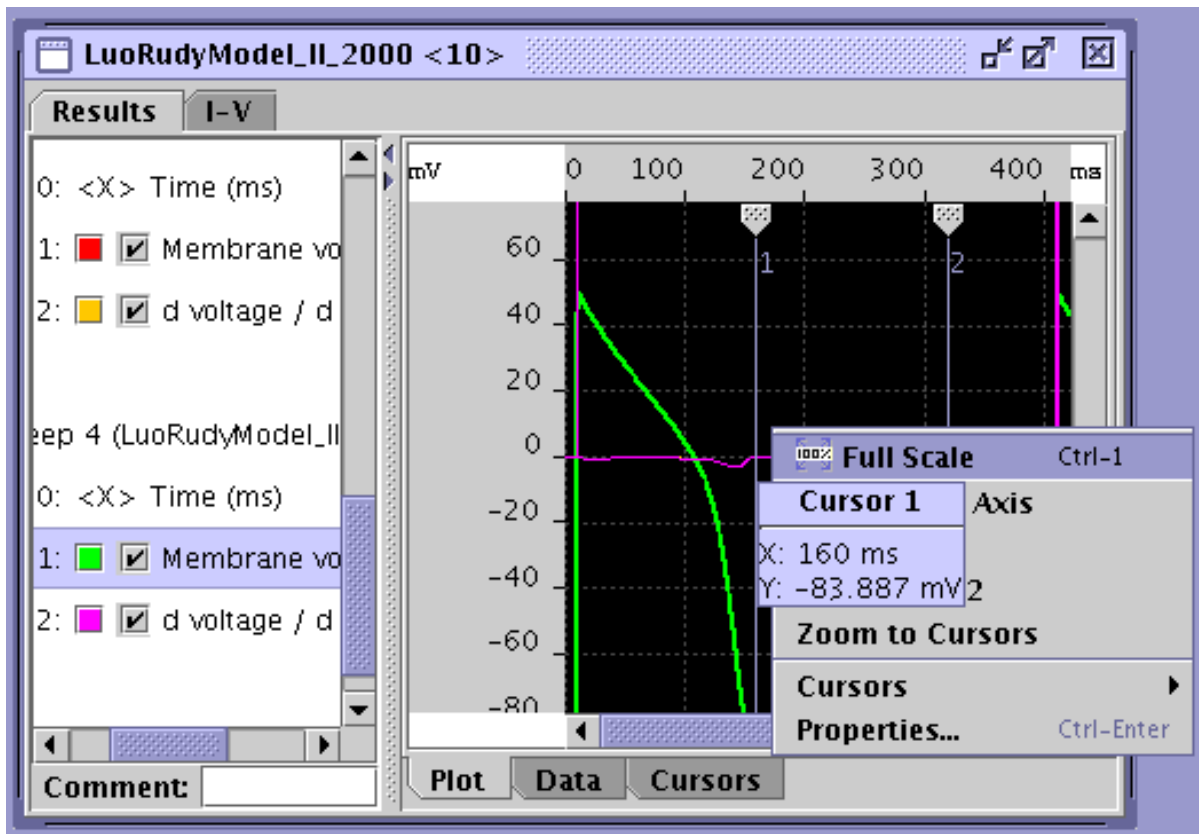 LuoRudyModel_II_2000 <10>
Results I-V
0: <X> Time (ms)
1: Membrane vo
2: d voltage / d
eep 4 (LuoRudyModel_II
0: <X> Time (ms)
1: Membrane vo
2: d voltage / d
Comment:
mV 0 100 200 300 400 ms
60
40
20
0
-20
-40
-60
-80
1 2
100% Full Scale Ctrl-1
Axis
2
Zoom to Cursors
Cursors
Properties... Ctrl-Enter
Cursor 1
X: 160 ms
Y: -83.887 mV
Plot Data Cursors